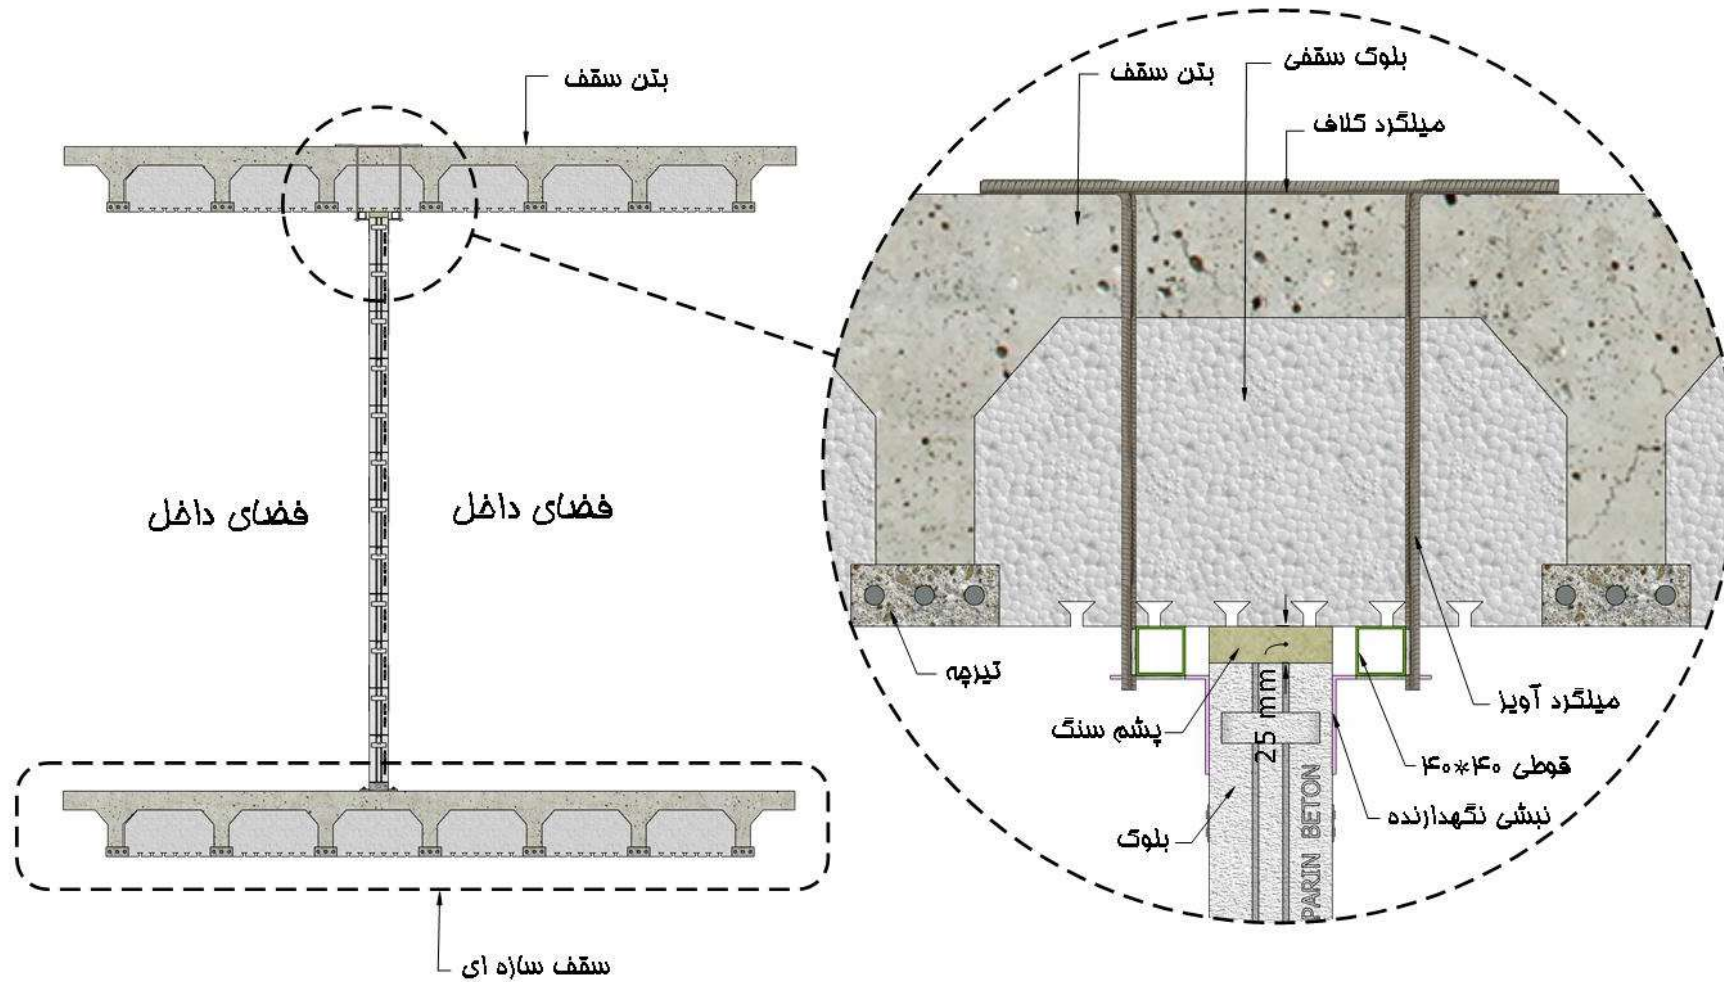 بتن سقف
فضای داخل
فضای داخل
سقف سازه ای
بلوک سقفی
بتن سقف
میلگرد کلاف
تیرچه
پشم سنگ
25 mm
میلگرد آویز
قوطی ۴۰*۴۰
نبشی نگهدارنده
بلوک
PARIN BETON